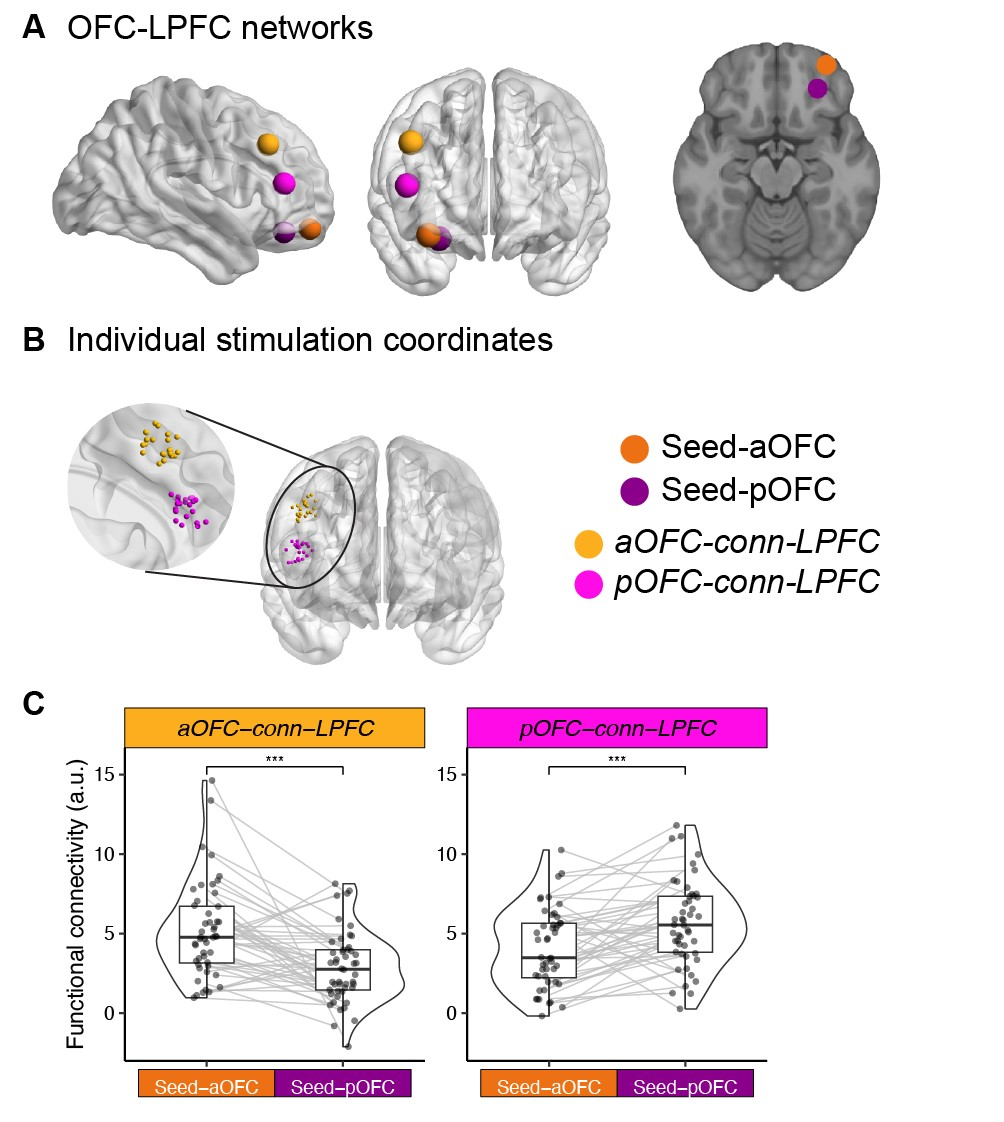 A OFC-LPFC networks
B Individual stimulation coordinates
Seed-aOFC
Seed-pOFC
aOFC-conn-LPFC
pOFC-conn-LPFC
C
aOFC–conn–LPFC
pOFC–conn–LPFC
Functional connectivity (a.u.)
15
10
5
0
***
15
10
5
0
***
Seed–aOFC
Seed–pOFC
Seed–aOFC
Seed–pOFC